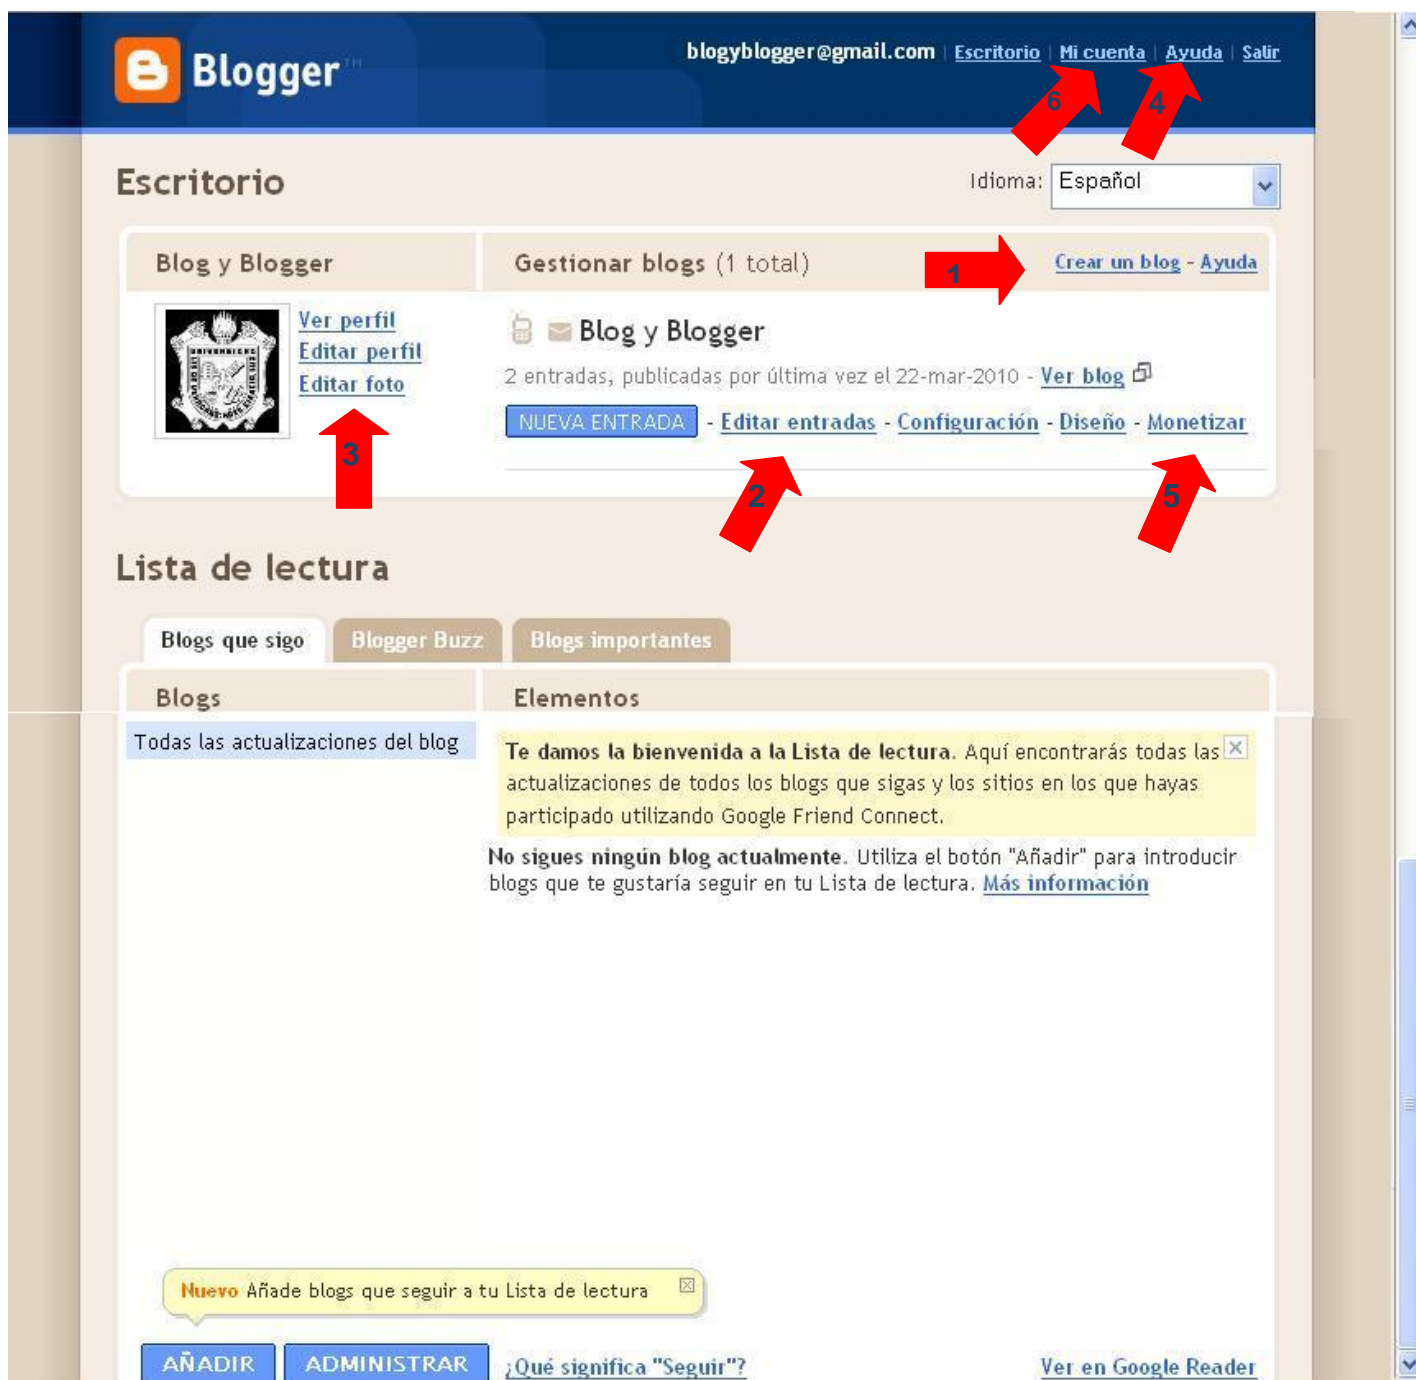 Blogger™
blogyblogger@gmail.com | Escritorio | Mi cuenta | Ayuda | Salir
6
4
Escritorio
Idioma: Español
Blog y Blogger
Gestionar blogs (1 total)
1
Crear un blog - Ayuda
Ver perfil
Editar perfil
Editar foto
3
Blog y Blogger
2 entradas, publicadas por última vez el 22-mar-2010 - Ver blog
NUEVA ENTRADA - Editar entradas - Configuración - Diseño - Monetizar
2
5
Lista de lectura
Blogs que sigo
Blogger Buzz
Blogs importantes
Blogs
Elementos
Todas las actualizaciones del blog
Te damos la bienvenida a la Lista de lectura. Aquí encontrarás todas las
actualizaciones de todos los blogs que sigas y los sitios en los que hayas
participado utilizando Google Friend Connect.
No sigues ningún blog actualmente. Utiliza el botón "Añadir" para introducir
blogs que te gustaría seguir en tu Lista de lectura. Más información
Nuevo Añade blogs que seguir a tu Lista de lectura
AÑADIR
ADMINISTRAR
¿Qué significa "Seguir"?
Ver en Google Reader